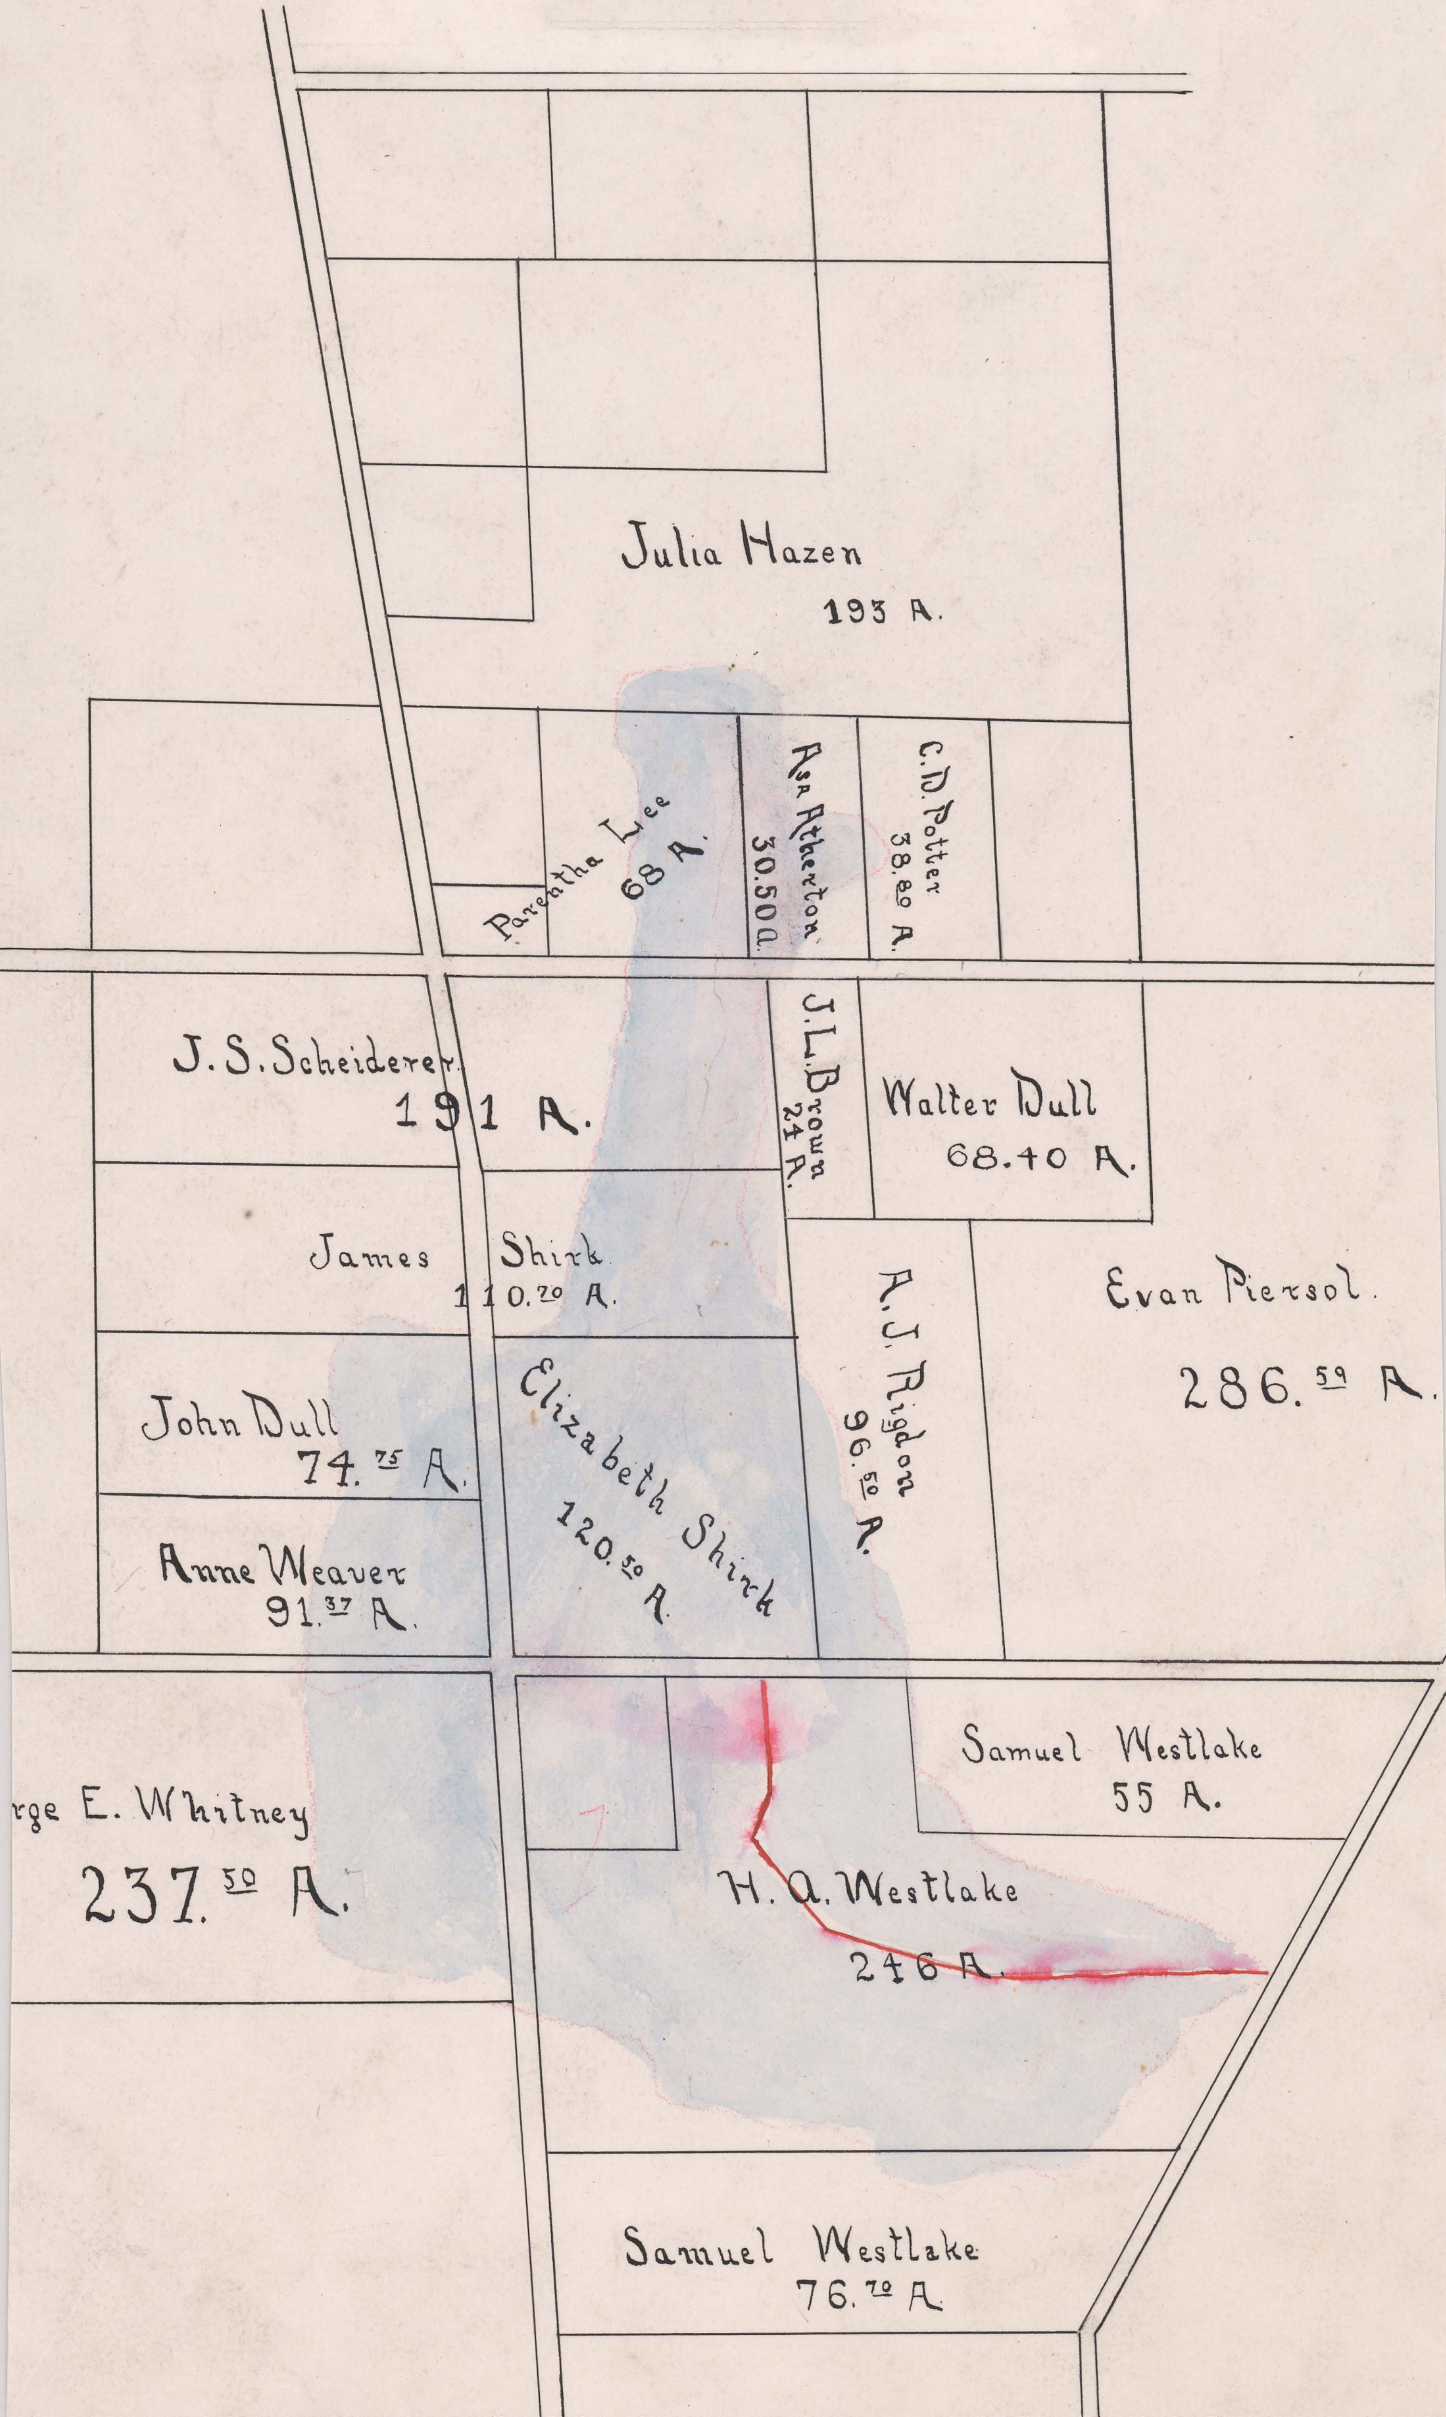 Julia Hazen
193 A.
Parentha Lee
68 A.
Asa Atherton
30.50a
C.D. Potter
38.80 A.
J.S. Scheiderer.
191 A.
J.L. Brown
24 A.
Walter Dull
68.40 A.
James Shirk
110.70 A.
Evan Piersol.
286.59 A.
A.J. Rigdon
96.50 A.
John Dull
74.75 A.
Elizabeth Shirk
120.50 A.
Anne Weaver
91.37 A.
Samuel Westlake
55 A.
rge E. Whitney
237.50 A.
H.A. Westlake
246 A.
Samuel Westlake
76.70 A.